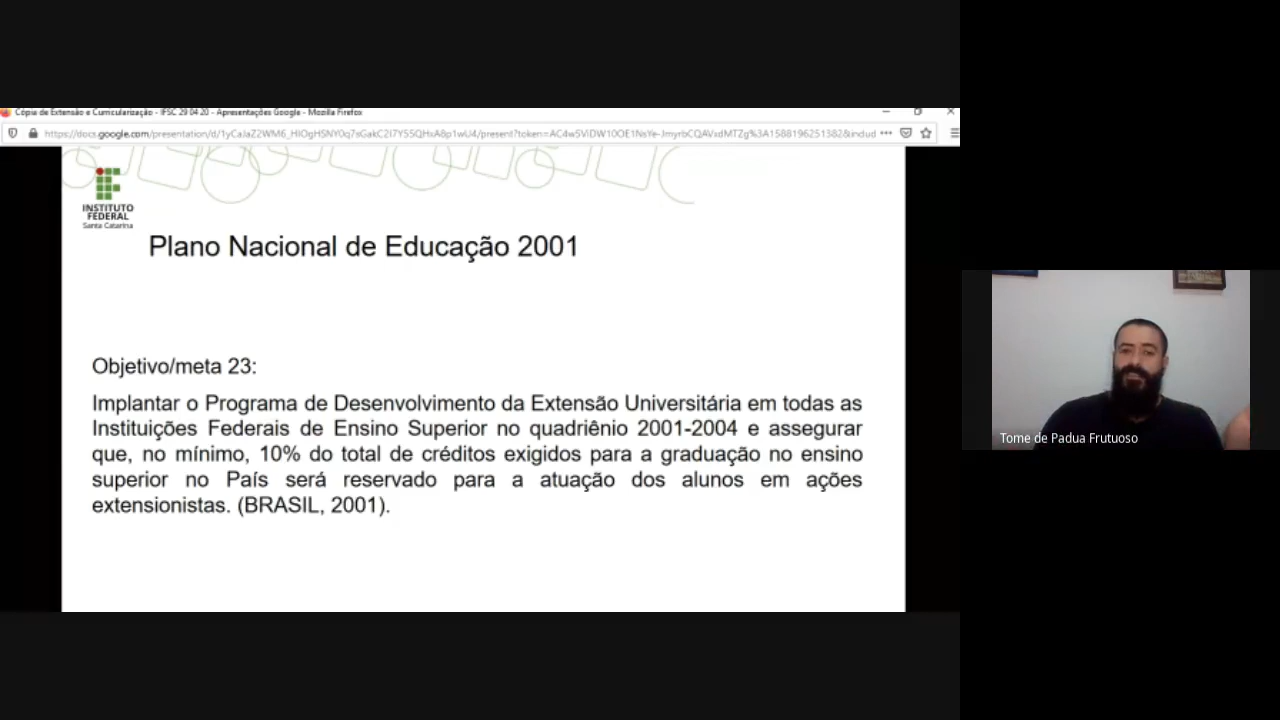 Cópia de Extensão e Curricularização - IFSC 29 04 20 - Apresentações Google - Mozilla Firefox
INSTITUTO
FEDERAL
Santa Catarina
Plano Nacional de Educação 2001
Objetivo/meta 23:
Implantar o Programa de Desenvolvimento da Extensão Universitária em todas as
Instituições Federais de Ensino Superior no quadriênio 2001-2004 e assegurar
que, no mínimo, 10% do total de créditos exigidos para a graduação no ensino
superior no País será reservado para a atuação dos alunos em ações
extensionistas. (BRASIL, 2001).
Tome de Padua Frutuoso